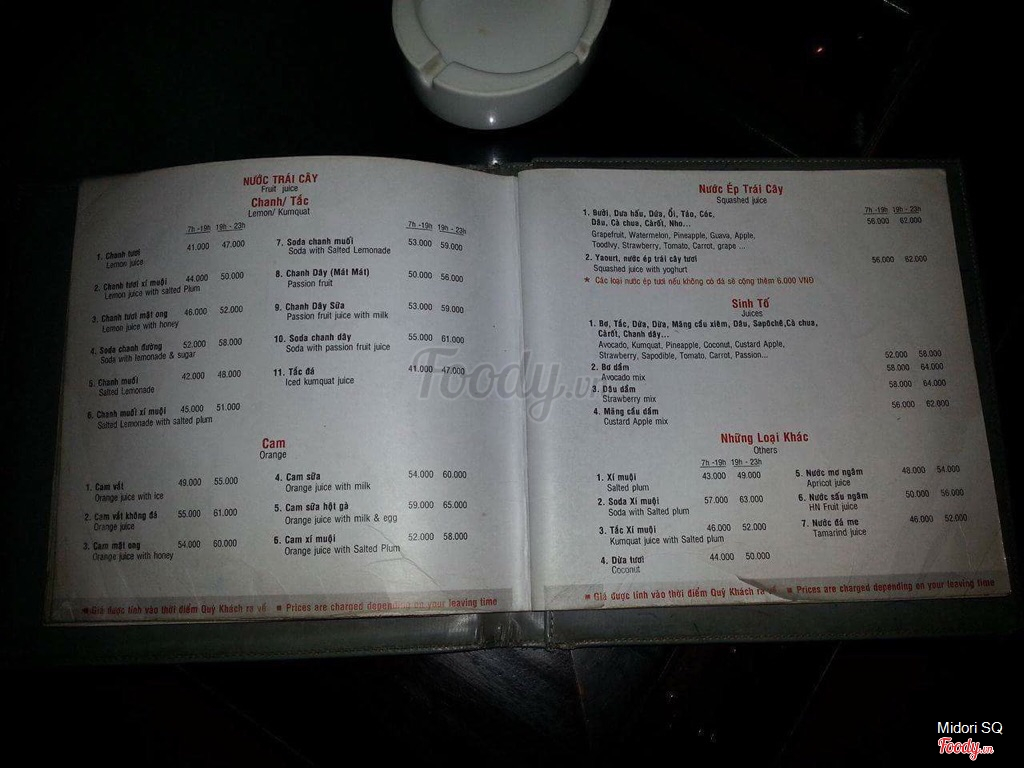 NƯỚC TRÁI CÂY
Fruit juice
Chanh/ Tắc
Lemon/ Kumquat
7h -19h 19h - 23h
1. Chanh tươi 41.000 47.000
Lemon juice
2. Chanh tươi xí muội 44.000 50.000
Lemon juice with salted Plum
3. Chanh tươi mật ong 46.000 52.000
Lemon juice with honey
4. Soda chanh đường 52.000 58.000
Soda with lemonade & sugar
5. Chanh muối 42.000 48.000
Salted Lemonade
6. Chanh muối xí muội 45.000 51.000
Salted Lemonade with salted plum
7h -19h 19h - 23h
7. Soda chanh muối 53.000 59.000
Soda with Salted Lemonade
8. Chanh Dây (Mát Mát) 50.000 56.000
Passion fruit
9. Chanh Dây Sữa 53.000 59.000
Passion fruit juice with milk
10. Soda chanh dây 55.000 61.000
Soda with passion fruit juice
11. Tắc đá 41.000 47.000
Iced kumquat juice
Cam
Orange
1. Cam vắt 49.000 55.000
Orange juice with ice
2. Cam vắt không đá 55.000 61.000
Orange juice
3. Cam mật ong 54.000 60.000
Orange juice with honey
4. Cam sữa 54.000 60.000
Orange juice with milk
5. Cam sữa hột gà 59.000 65.000
Orange juice with milk & egg
6. Cam xí muội 52.000 58.000
Orange juice with Salted Plum
Giá được tính vào thời điểm Quý Khách ra về Prices are charged depending on your leaving time
Nước Ép Trái Cây
Squashed juice
7h -19h 19h - 23h
1. Bưởi, Dưa hấu, Dứa, Ổi, Táo, Cóc, 56.000 62.000
Dâu, Cà chua, Càrốt, Nho...
Grapefruit, Watermelon, Pineapple, Guava, Apple,
Toodlvy, Strawberry, Tomato, Carrot, grape ...
2. Yaourt, nước ép trái cây tươi 56.000 62.000
Squashed juice with yoghurt
* Các loại nước ép tươi nếu không có đá sẽ cộng thêm 6.000 VNĐ
Sinh Tố
Juices
1. Bơ, Tắc, Dứa, Dừa, Mãng cầu xiêm, Dâu, Sapôchê,Cà chua,
Càrốt, Chanh dây...
Avocado, Kumquat, Pineapple, Coconut, Custard Apple,
Strawberry, Sapodible, Tomato, Carrot, Passion... 52.000 58.000
2. Bơ dầm 58.000 64.000
Avocado mix
3. Dâu dầm 58.000 64.000
Strawberry mix
4. Mãng cầu dầm 56.000 62.000
Custard Apple mix
Những Loại Khác
Others
7h -19h 19h - 23h
1. Xí muội 43.000 49.000
Salted plum
2. Soda Xí muội 57.000 63.000
Soda with Salted plum
3. Tắc Xí muội 46.000 52.000
Kumquat juice with Salted plum
4. Dừa tươi 44.000 50.000
Coconut
5. Nước mơ ngâm 48.000 54.000
Apricot juice
6. Nước sấu ngâm 50.000 56.000
HN Fruit juice
7. Nước đá me 46.000 52.000
Tamarind juice
Giá được tính vào thời điểm Quý Khách ra về Prices are charged depending on your leaving time
Foody.vn
Midori SQ
Foody.vn